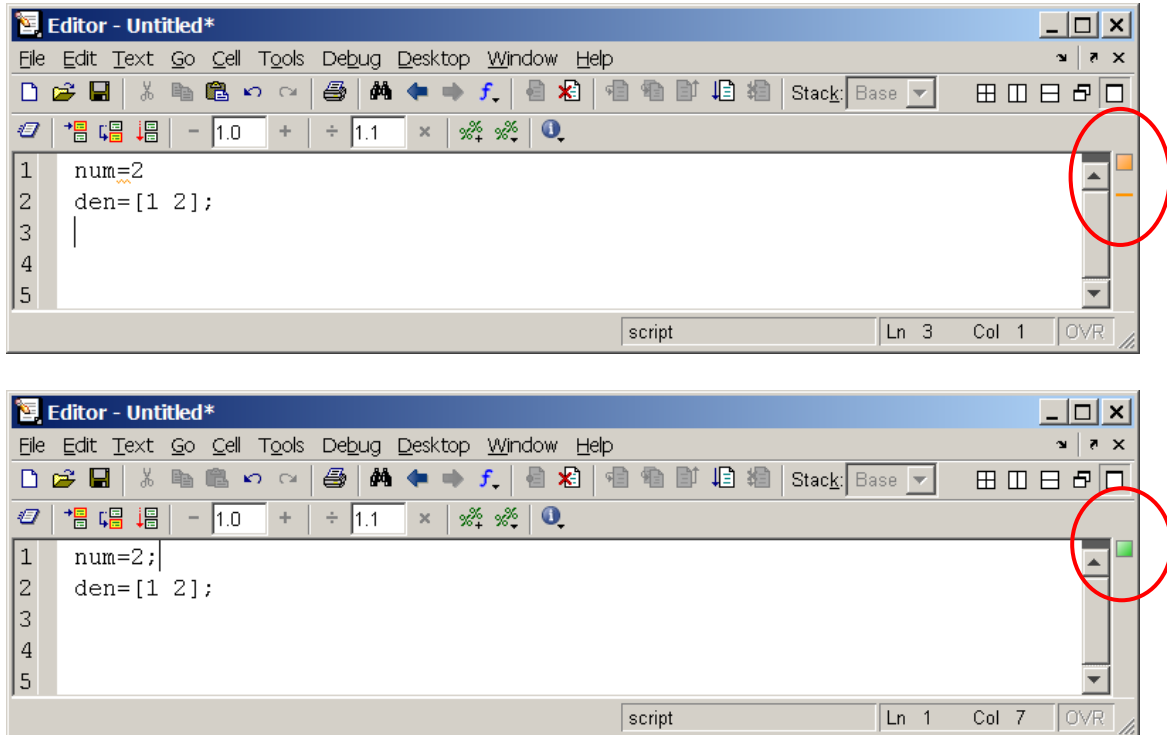 Editor - Untitled*
File Edit Text Go Cell Tools Debug Desktop Window Help
Stack: Base
1.0 + ÷ 1.1 ×
1 num=2
2 den=[1 2];
3
4
5
script Ln 3 Col 1 OVR
Editor - Untitled*
File Edit Text Go Cell Tools Debug Desktop Window Help
Stack: Base
1.0 + ÷ 1.1 ×
1 num=2;
2 den=[1 2];
3
4
5
script Ln 1 Col 7 OVR